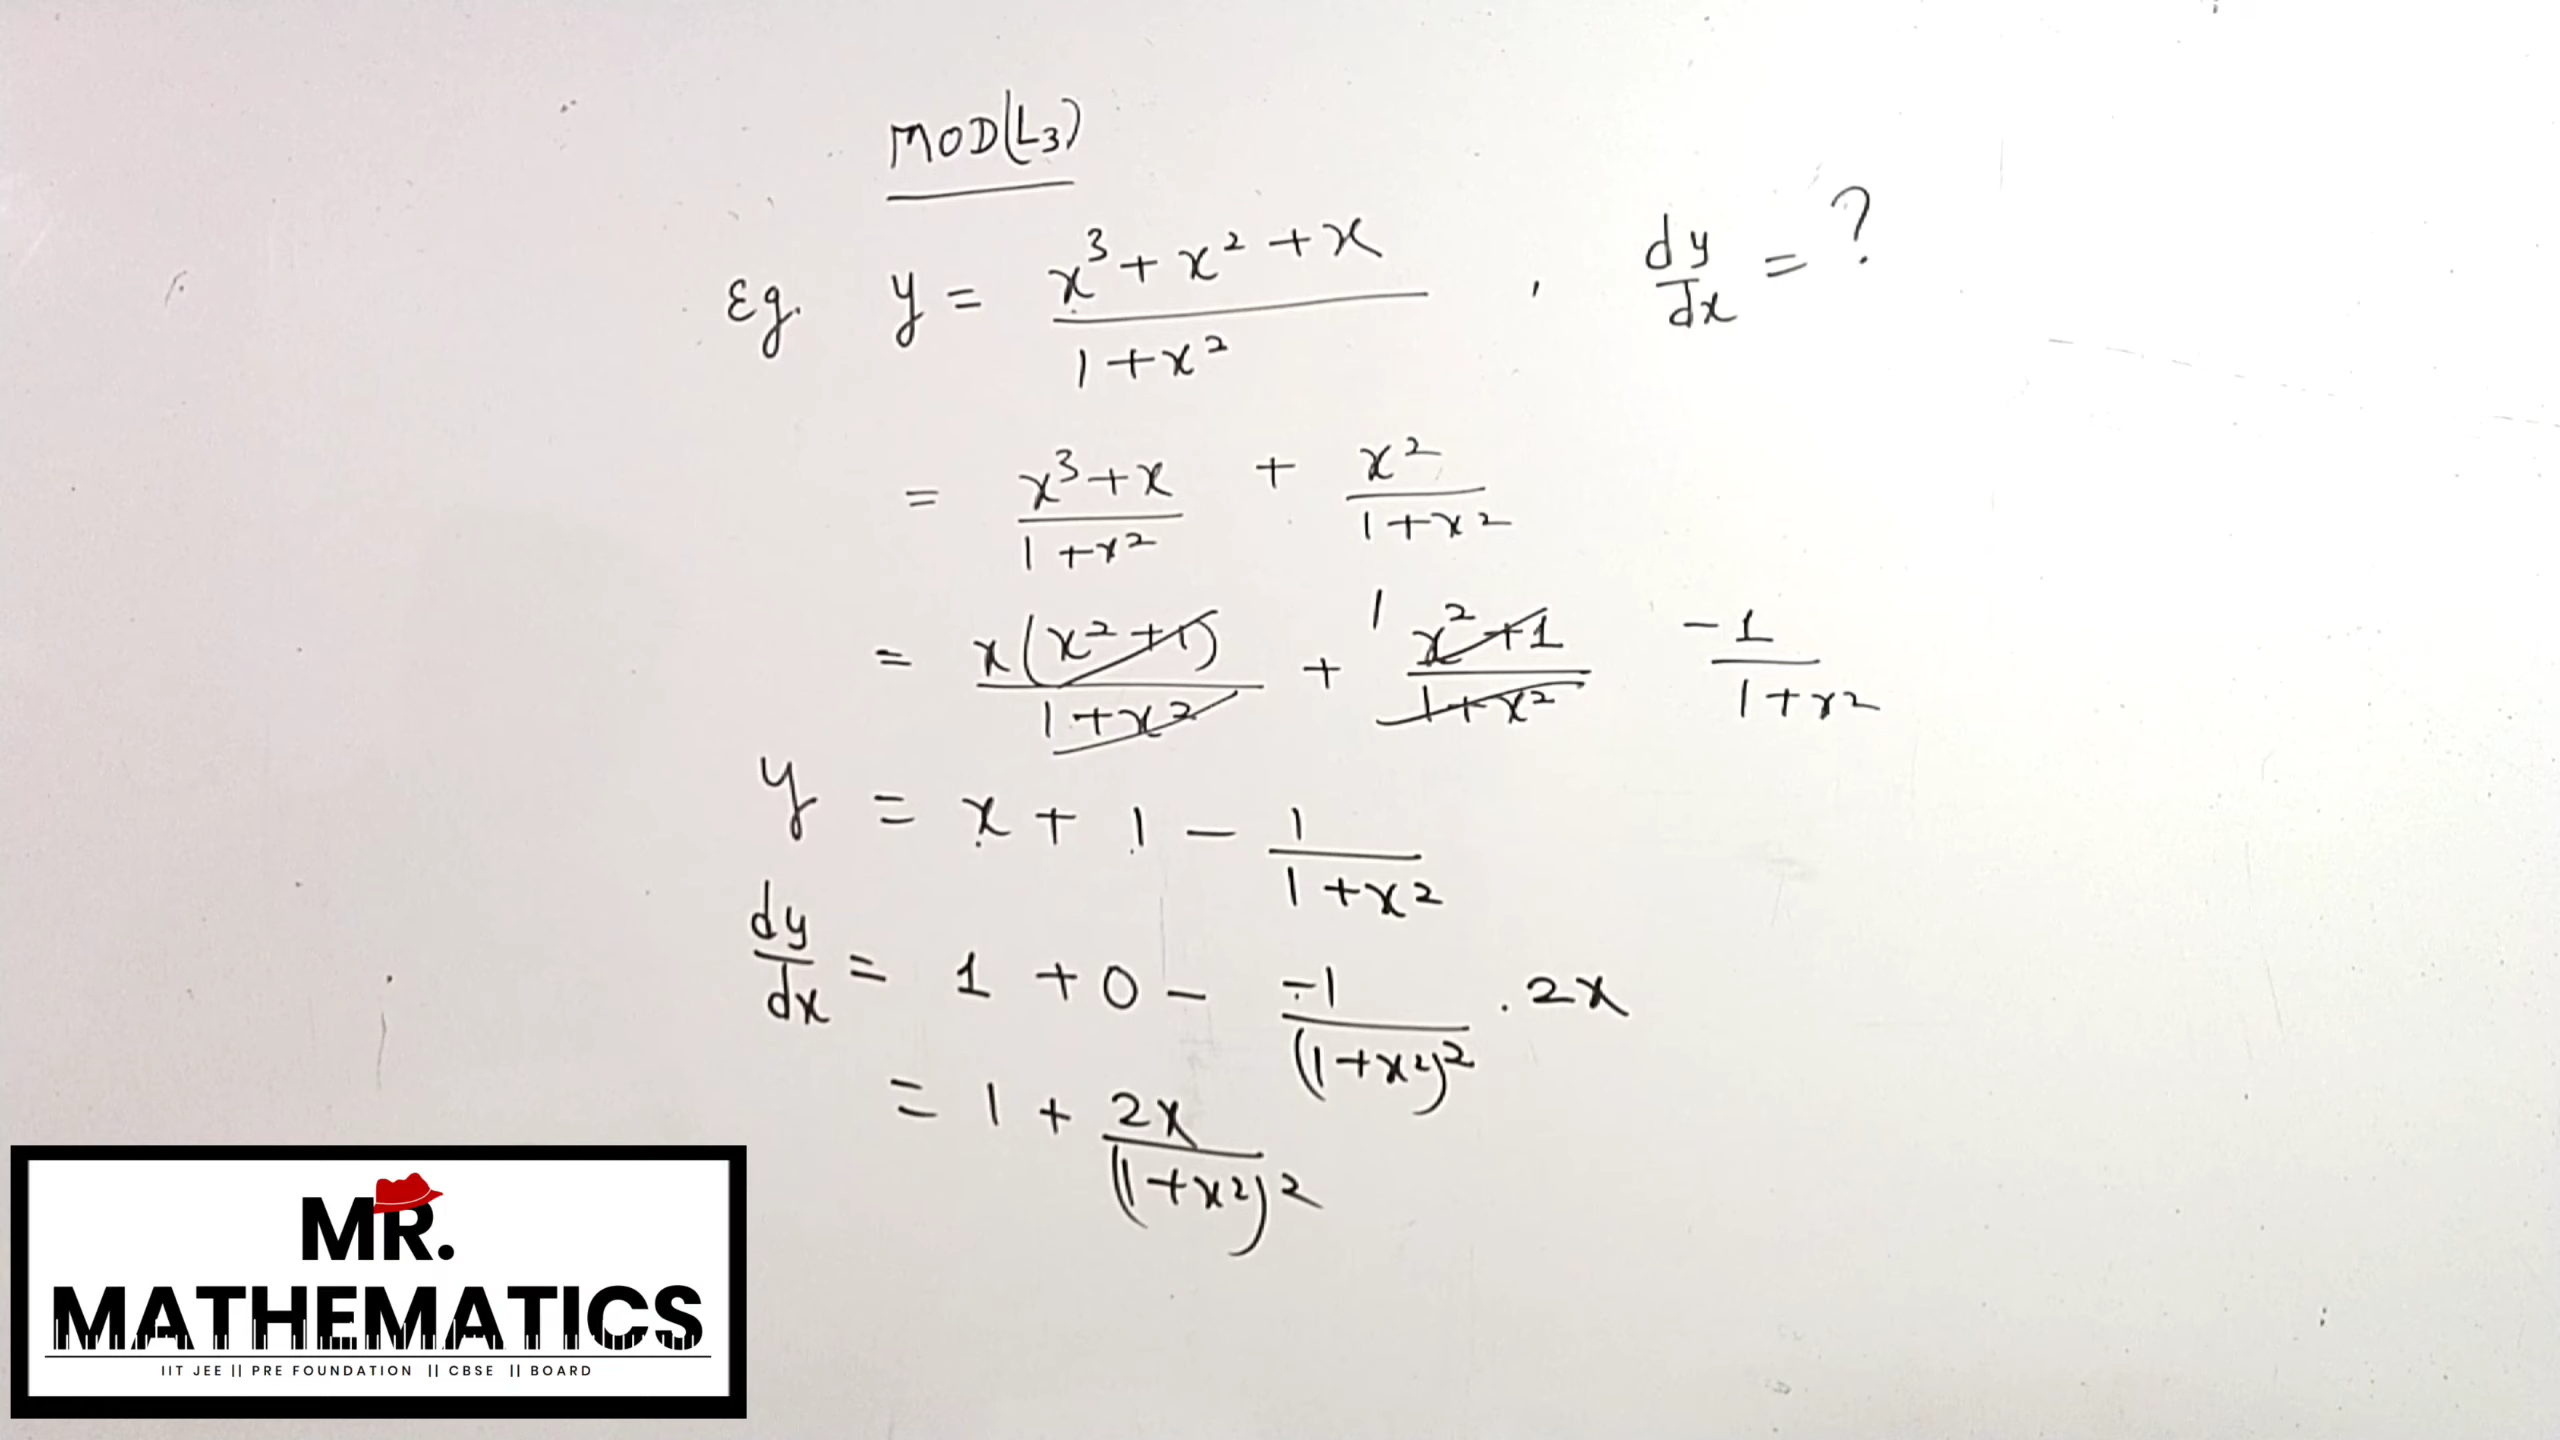 MOD(L3)
Eg. y = (x³ + x² + x)/(1 + x²) , dy/dx = ?
= (x³ + x)/(1 + x²) + x²/(1 + x²)
= x(x² + 1)/(1 + x²) + 1 (x² + 1)/(1 + x²) -1/(1 + x²)
y = x + 1 - 1/(1 + x²)
dy/dx = 1 + 0 - -1/(1 + x²)² . 2x
= 1 + 2x/(1 + x²)²
MR.
MATHEMATICS
IIT JEE || PRE FOUNDATION || CBSE || BOARD